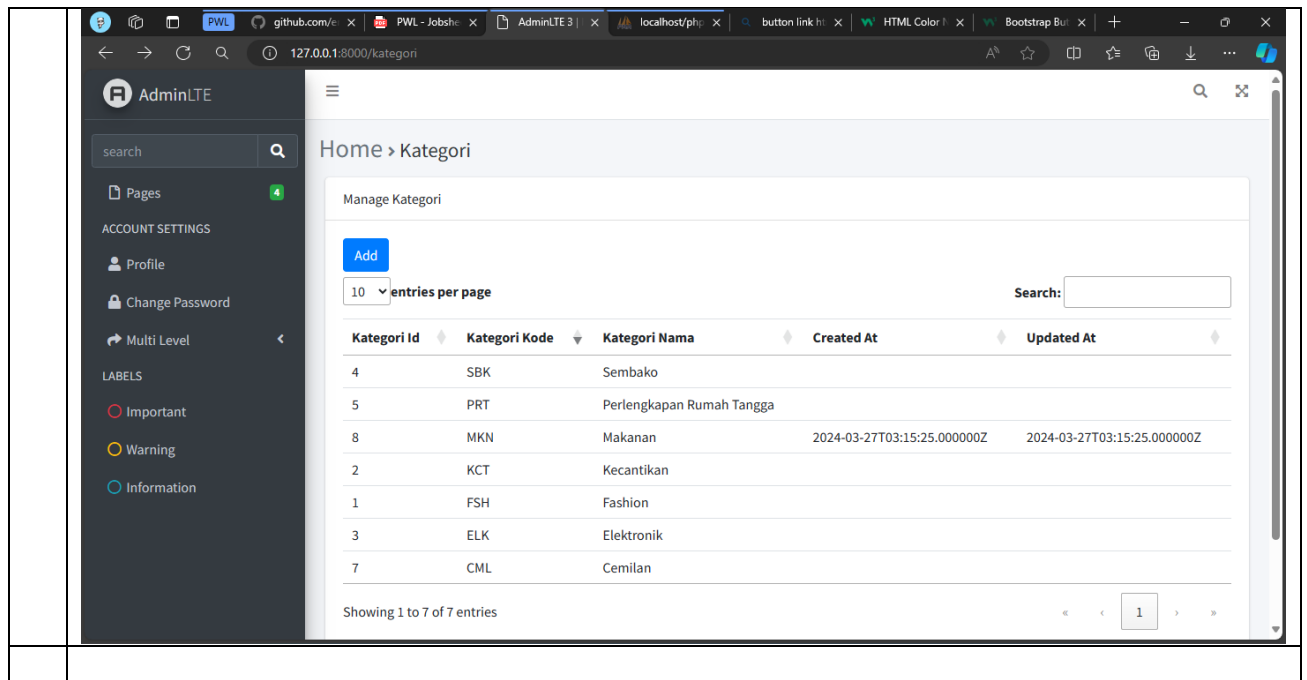 PWL github.com/e PWL - Jobshe AdminLTE 3 | localhost/php button link ht HTML Color N Bootstrap But
127.0.0.1:8000/kategori
AdminLTE
search
Pages 4
ACCOUNT SETTINGS
Profile
Change Password
Multi Level
LABELS
Important
Warning
Information
Home › Kategori
Manage Kategori
Add
10 entries per page Search:
Kategori Id Kategori Kode Kategori Nama Created At Updated At
4 SBK Sembako
5 PRT Perlengkapan Rumah Tangga
8 MKN Makanan 2024-03-27T03:15:25.000000Z 2024-03-27T03:15:25.000000Z
2 KCT Kecantikan
1 FSH Fashion
3 ELK Elektronik
7 CML Cemilan
Showing 1 to 7 of 7 entries « ‹ 1 › »